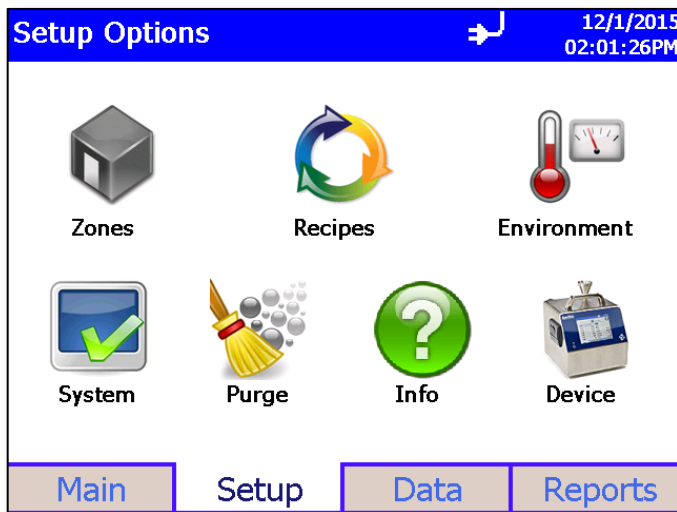 Setup Options
12/1/2015
02:01:26PM
Zones
Recipes
Environment
System
Purge
Info
Device
Main
Setup
Data
Reports